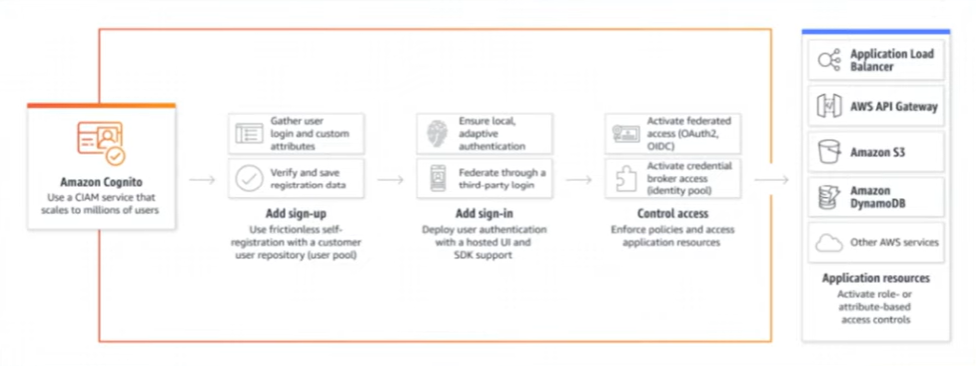 Amazon Cognito
Use a CIAM service that
scales to millions of users
Gather user
login and custom
attributes
Verify and save
registration data
Add sign-up
Use frictionless self-
registration with a customer
user repository (user pool)
Ensure local,
adaptive
authentication
Federate through a
third-party login
Add sign-in
Deploy user authentication
with a hosted UI and
SDK support
Activate federated
access (OAuth2,
OIDC)
Activate credential
broker access
(identity pool)
Control access
Enforce policies and access
application resources
Application Load
Balancer
AWS API Gateway
Amazon S3
Amazon
DynamoDB
Other AWS services
Application resources
Activate role- or
attribute-based
access controls